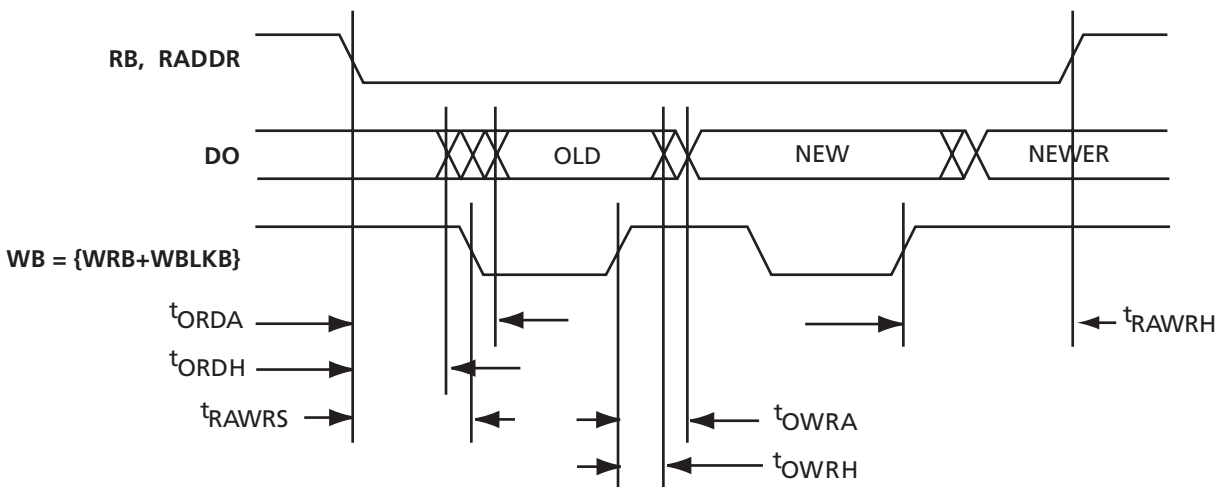 RB, RADDR
DO
OLD
NEW
NEWER
WB = {WRB+WBLKB}
tORDA
tRAWRH
tORDH
tRAWRS
tOWRA
tOWRH